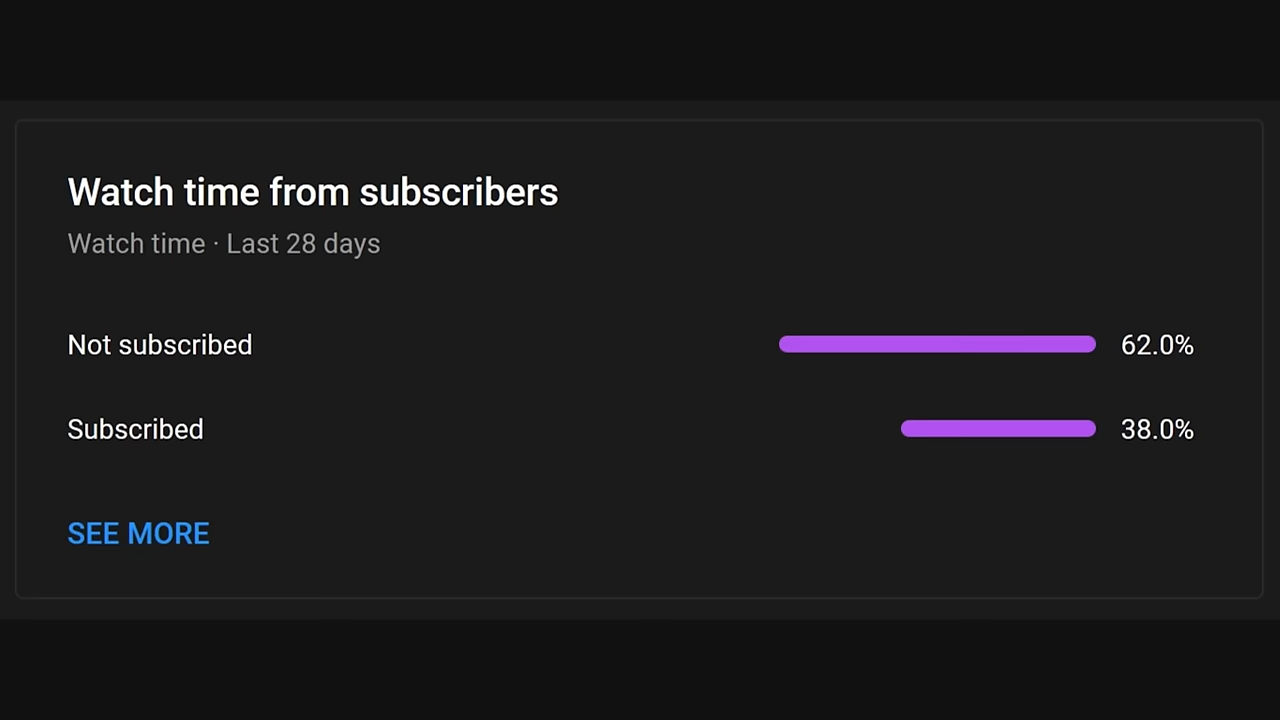 Watch time from subscribers
Watch time · Last 28 days
Not subscribed 62.0%
Subscribed 38.0%
SEE MORE